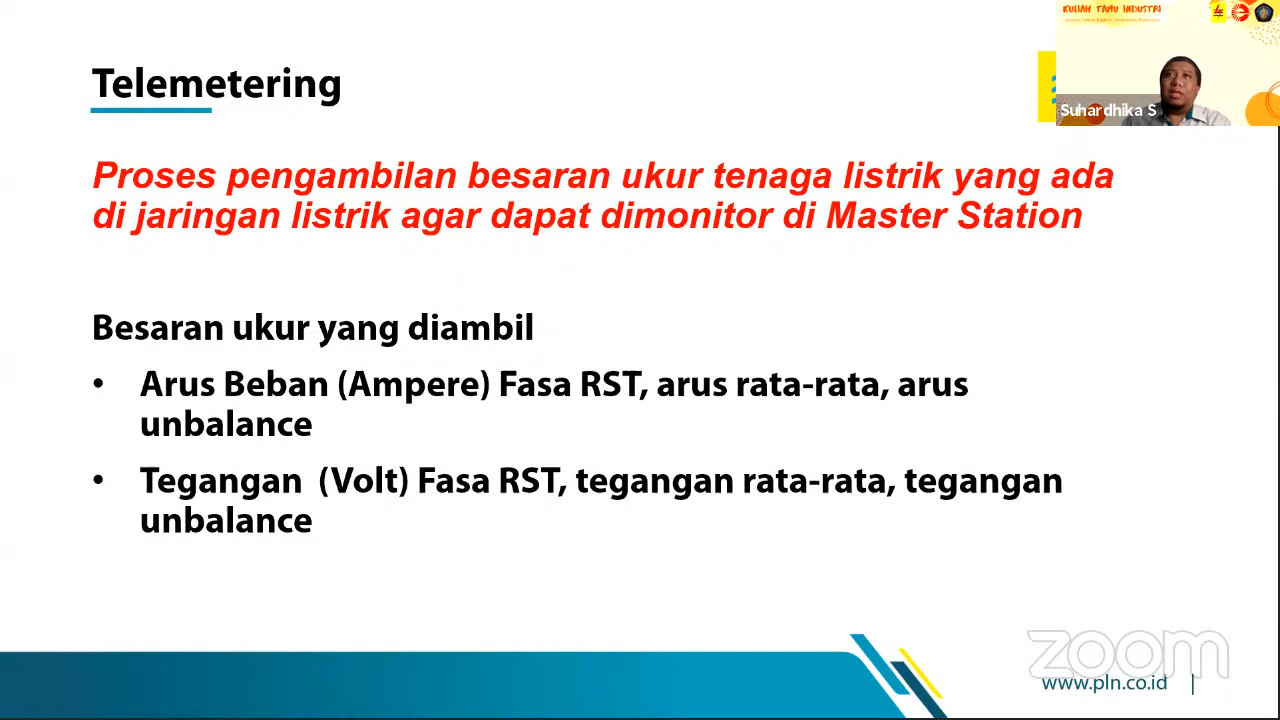 KULIAH TAMU INDUSTRI
Telemetering
Suhardhika S
Proses pengambilan besaran ukur tenaga listrik yang ada
di jaringan listrik agar dapat dimonitor di Master Station
Besaran ukur yang diambil
• Arus Beban (Ampere) Fasa RST, arus rata-rata, arus
unbalance
• Tegangan (Volt) Fasa RST, tegangan rata-rata, tegangan
unbalance
zoom
www.pln.co.id |